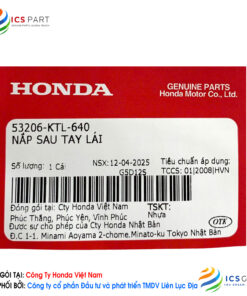 ICS PART
HONDA
GENUINE PARTS
Honda Motor Co., Ltd.
53206-KTL-640
NẮP SAU TAY LÁI
Số lượng: 1 Cái
NSX:12-04-2025
G5D125
Tiêu chuẩn áp dụng:
TCCS: 01|2008|HVN
Đóng gói tại: Cty Honda Việt Nam
Phúc Thắng, Phúc Yên, Vĩnh Phúc
TSKT:
Nhựa
Được sự cho phép của Cty Honda Nhật Bản
OTK
Đ.C 1-1. Minami Aoyama 2-chome.Minato-ku Tokyo Nhật Bản
GÓI TẠI: Công Ty Honda Việt Nam
PHỐI BỞI: Công ty cổ phần Đầu tư và phát triển TMDV Liên Lục Địa
ICS